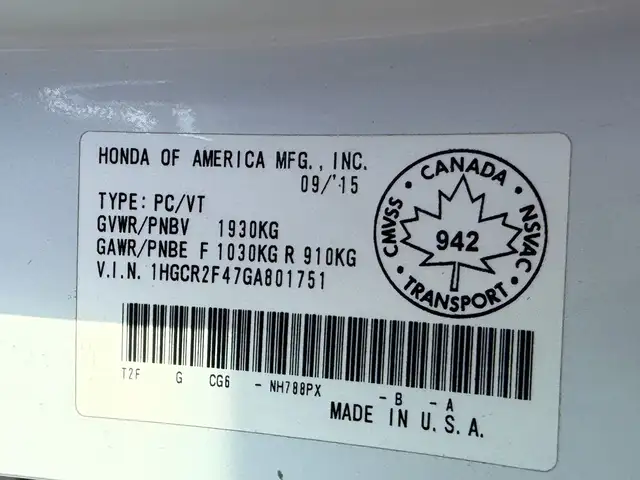 HONDA OF AMERICA MFG., INC.
09/'15
TYPE: PC/VT
GVWR/PNBV 1930KG
GAWR/PNBE F 1030KG R 910KG
V.I.N. 1HGCR2F47GA801751
CANADA
CMVSS
NSVAC
942
TRANSPORT
T2F G CG6 - NH788PX - B - A
MADE IN U.S.A.